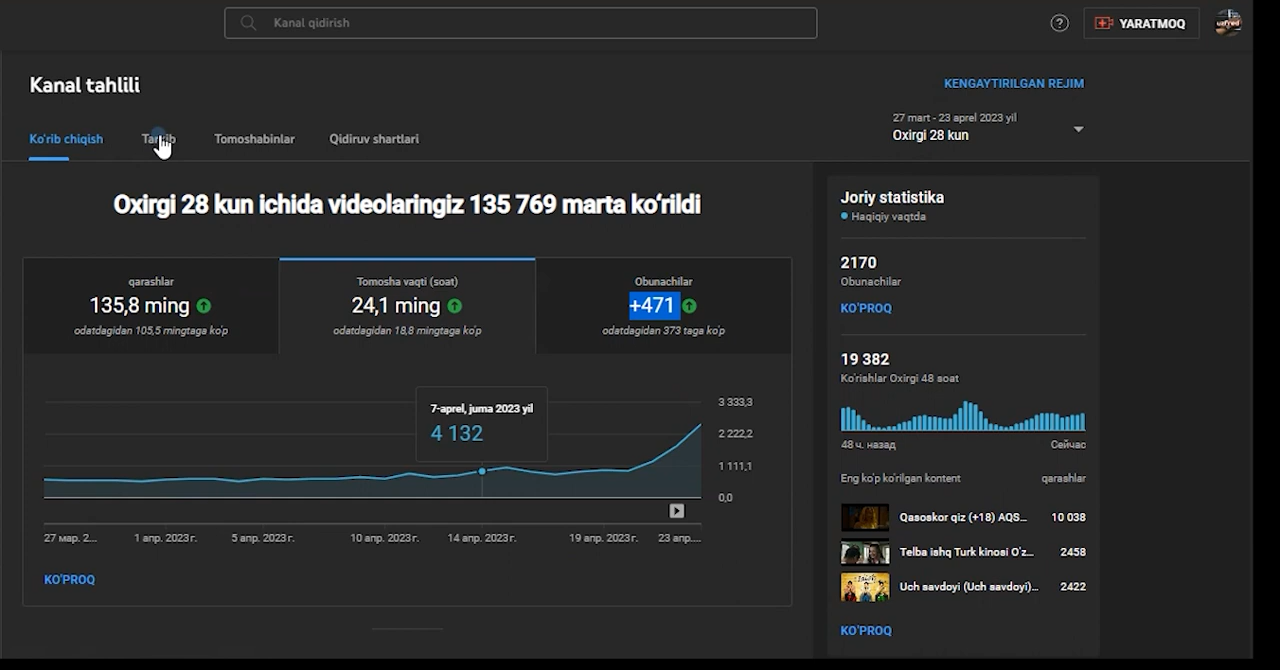 Kanal qidirish
?
YARATMOQ
Kanal tahlili
KENGAYTIRILGAN REJIM
27 mart - 23 aprel 2023 yil
Oxirgi 28 kun
Ko'rib chiqish
Tarkib
Tomoshabinlar
Qidiruv shartlari
Oxirgi 28 kun ichida videolaringiz 135 769 marta koʻrildi
qarashlar
135,8 ming
odatdagidan 105,5 mingtaga ko'p
Tomosha vaqti (soat)
24,1 ming
odatdagidan 18,8 mingtaga ko'p
Obunachilar
+471
odatdagidan 373 taga ko'p
7-aprel, juma 2023 yil
4 132
3 333,3
2 222,2
1 111,1
0,0
27 мар. 2...
1 апр. 2023 г.
5 апр. 2023 г.
10 апр. 2023 г.
14 апр. 2023 г.
19 апр. 2023 г.
23 апр....
KO'PROQ
Joriy statistika
Haqiqiy vaqtda
2170
Obunachilar
KO'PROQ
19 382
Ko'rishlar Oxirgi 48 soat
48 ч. назад
Сейчас
Eng ko'p ko'rilgan kontent
qarashlar
Qasoskor qiz (+18) AQS...
10 038
Telba ishq Turk kinosi O'z...
2458
Uch savdoyi (Uch savdoyi)...
2422
KO'PROQ